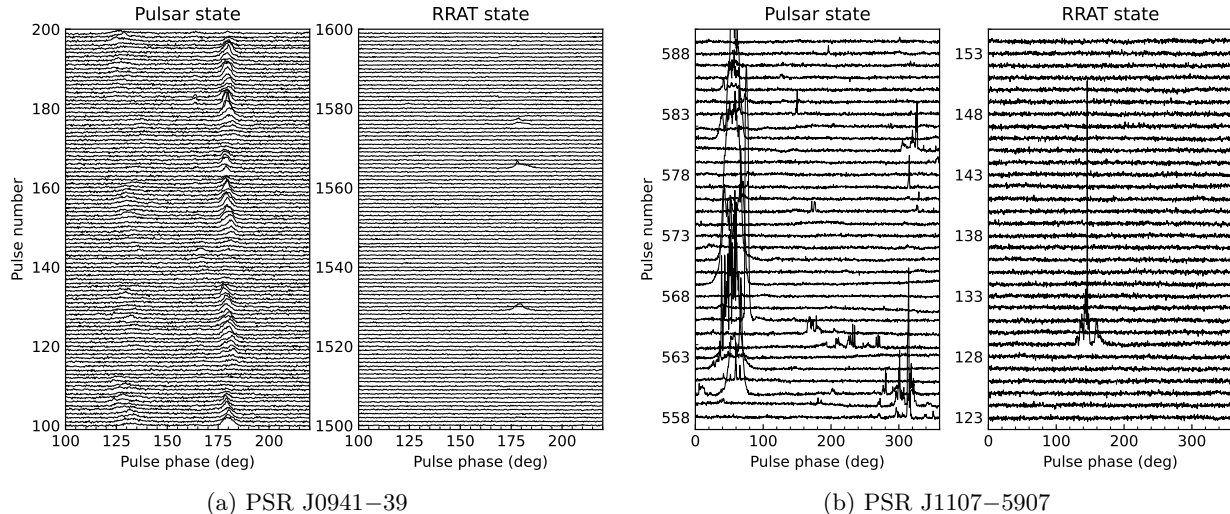 Pulsar state
RRAT state
Pulsar state
RRAT state
200
180
160
140
120
100
Pulse number
1600
1580
1560
1540
1520
1500
588
583
578
573
568
563
558
Pulse number
153
148
143
138
133
128
123
100 125 150 175 200
100 125 150 175 200
0 100 200 300
0 100 200 300
Pulse phase (deg)
Pulse phase (deg)
Pulse phase (deg)
Pulse phase (deg)
(a) PSR J0941−39
(b) PSR J1107−5907